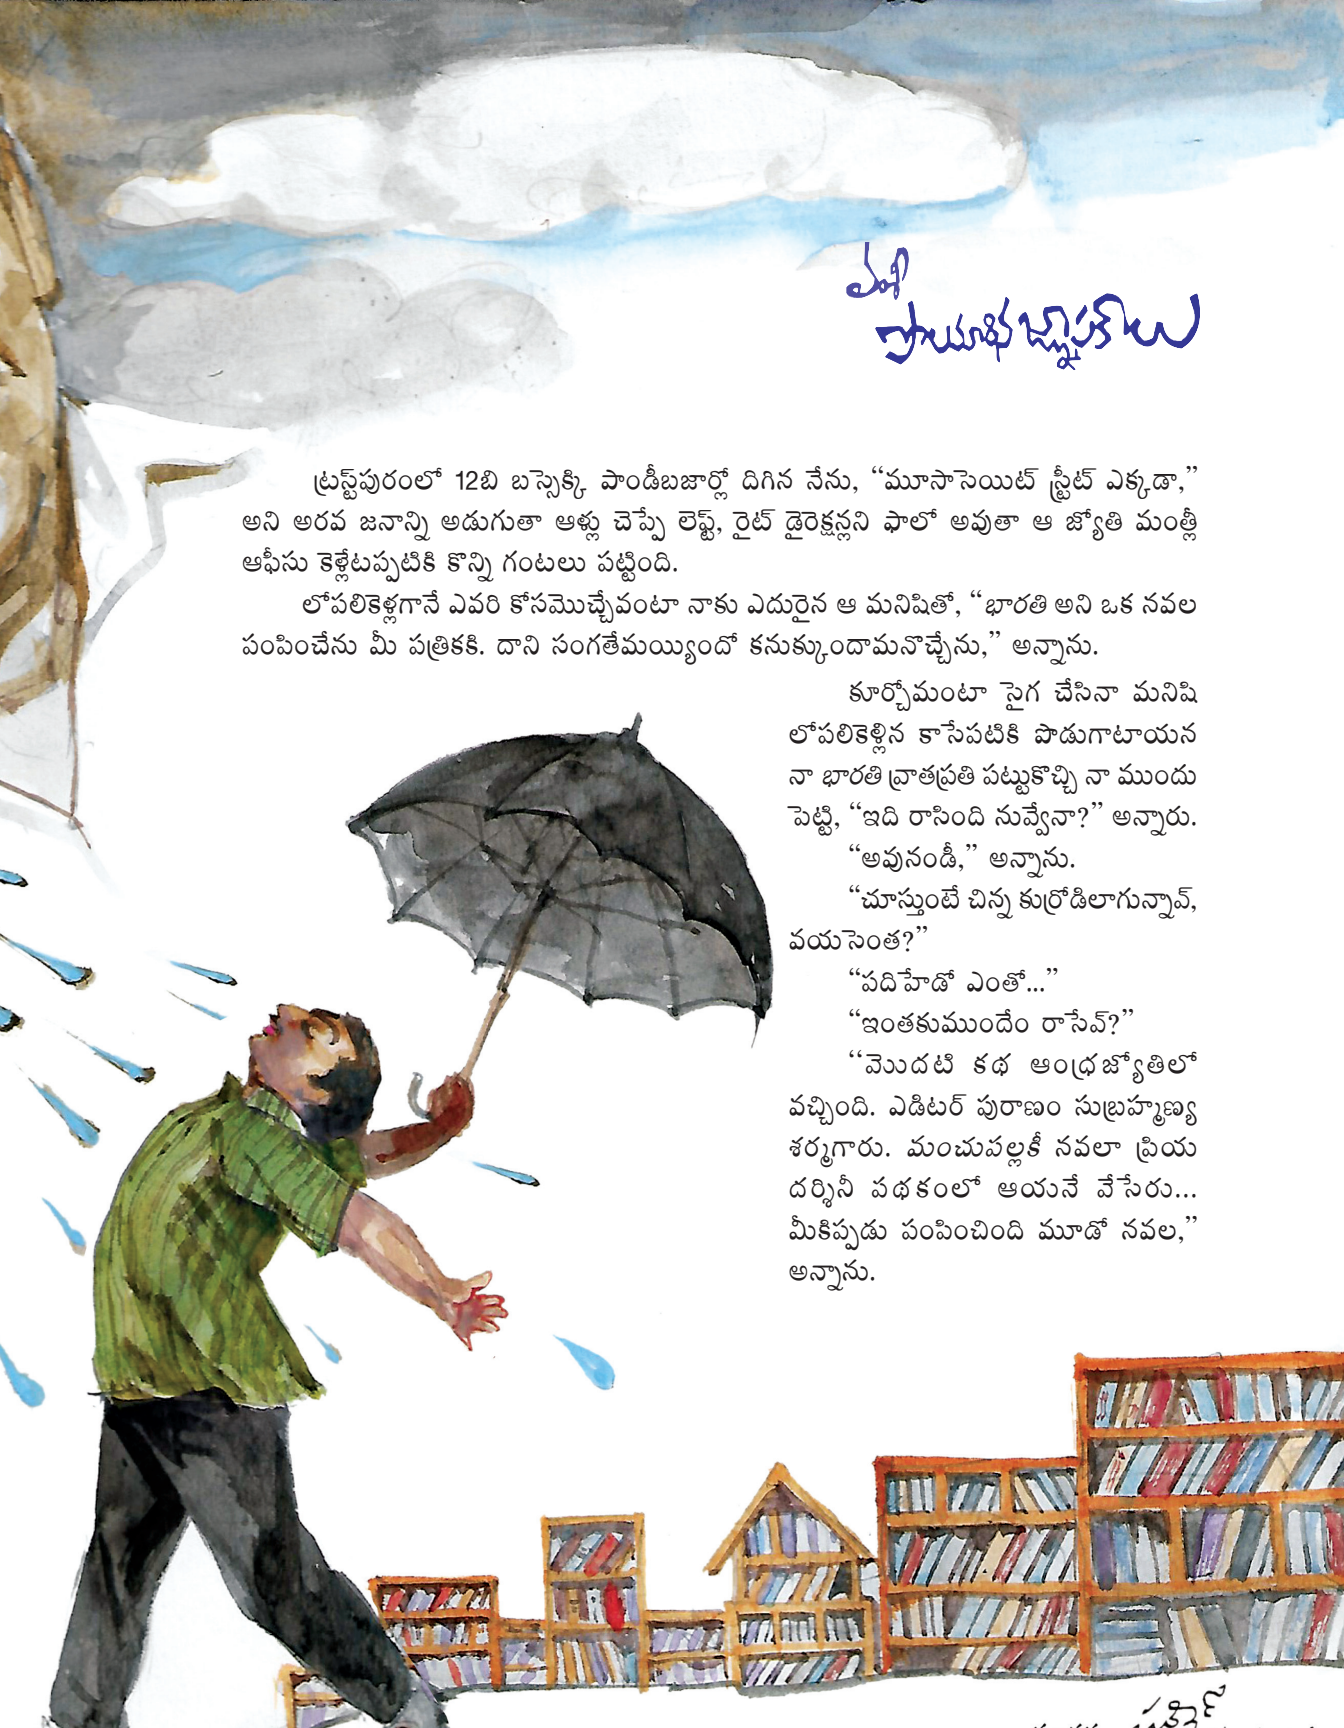 వంశీ
పొలమారిన జ్ఞాపకాలు
ట్రస్ట్‌పురంలో 12బి బస్సెక్కి పాండీబజార్లో దిగిన నేను, “మూసాసెయిట్ స్ట్రీట్ ఎక్కడా,”
అని అరవ జనాన్ని అడుగుతా ఆళ్లు చెప్పే లెఫ్ట్, రైట్ డైరెక్షన్లని ఫాలో అవుతా ఆ జ్యోతి మంత్లీ
ఆఫీసు కెళ్లేటప్పటికి కొన్ని గంటలు పట్టింది.
లోపలికెళ్లగానే ఎవరి కోసమొచ్చేవంటా నాకు ఎదురైన ఆ మనిషితో, “భారతి అని ఒక నవల
పంపించేను మీ పత్రికకి. దాని సంగతేమయ్యిందో కనుక్కుందామనొచ్చేను,” అన్నాను.
కూర్చోమంటా సైగ చేసినా మనిషి
లోపలికెళ్లిన కాసేపటికి పొడుగాటాయన
నా భారతి వ్రాతప్రతి పట్టుకొచ్చి నా ముందు
పెట్టి, “ఇది రాసింది నువ్వేనా?” అన్నారు.
“అవునండీ,” అన్నాను.
“చూస్తుంటే చిన్న కుర్రోడిలాగున్నావ్,
వయసెంత?”
“పదిహేడో ఎంతో...”
“ఇంతకుముందేం రాసేవ్?”
“మొదటి కథ ఆంధ్రజ్యోతిలో
వచ్చింది. ఎడిటర్ పురాణం సుబ్రహ్మణ్య
శర్మగారు. మంచుపల్లకీ నవలా ప్రియ
దర్శినీ పథకంలో ఆయనే వేసేరు...
మీకిప్పడు పంపించింది మూడో నవల,”
అన్నాను.